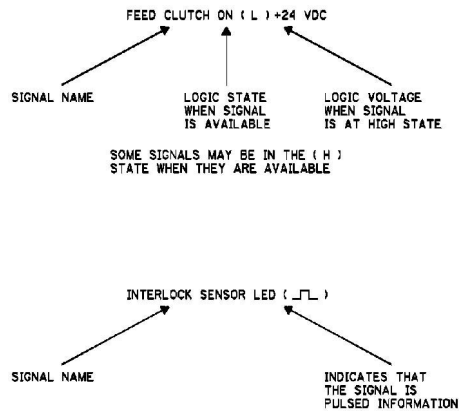 FEED CLUTCH ON ( L ) +24 VDC
SIGNAL NAME
LOGIC STATE
WHEN SIGNAL
IS AVAILABLE
LOGIC VOLTAGE
WHEN SIGNAL
IS AT HIGH STATE
SOME SIGNALS MAY BE IN THE ( H )
STATE WHEN THEY ARE AVAILABLE
INTERLOCK SENSOR LED ( )
SIGNAL NAME
INDICATES THAT
THE SIGNAL IS
PULSED INFORMATION